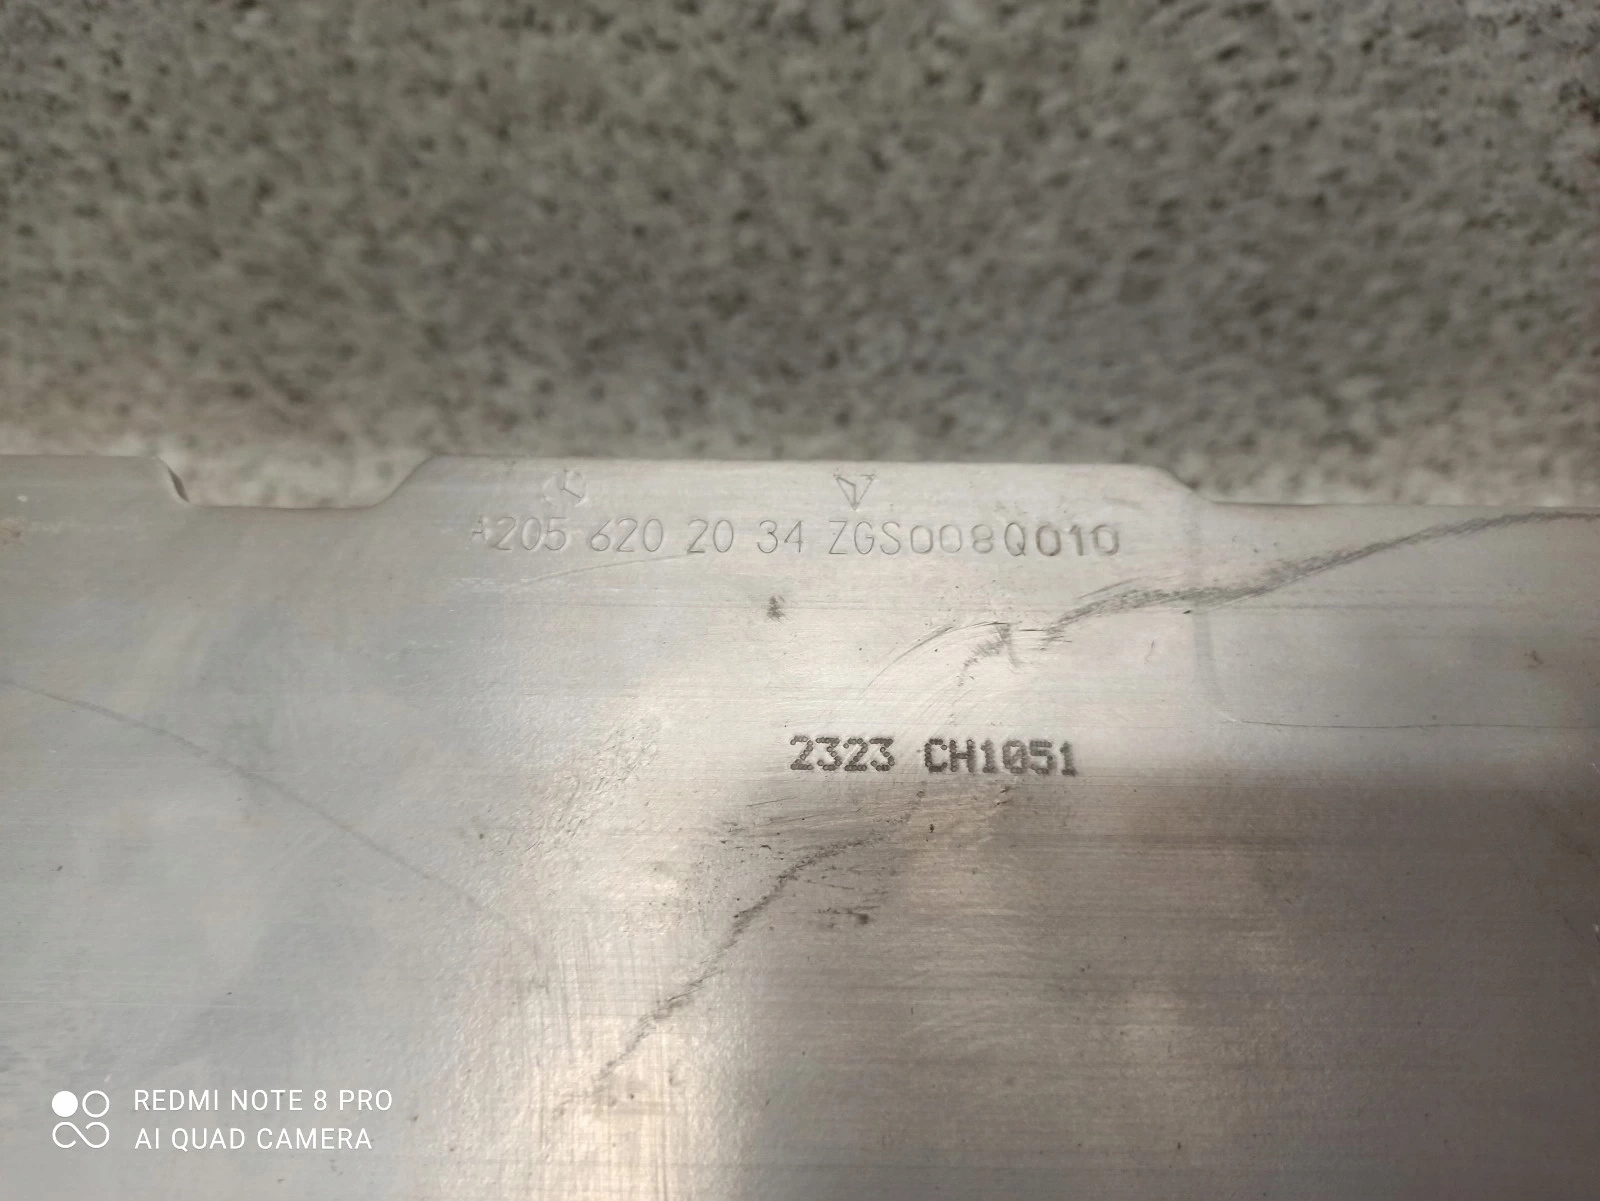 A205 620 20 34 ZGS008Q010
2323 CH1051
REDMI NOTE 8 PRO
AI QUAD CAMERA